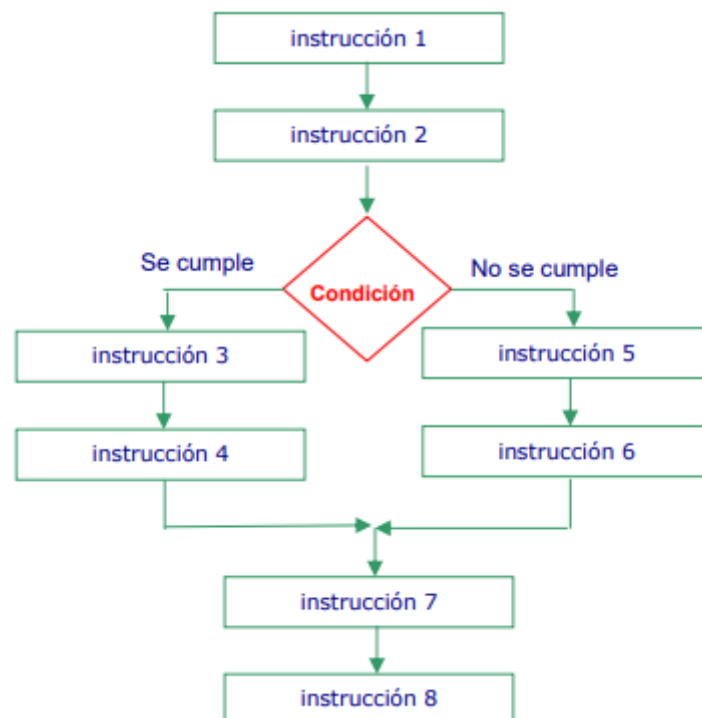 instrucción 1
instrucción 2
Se cumple
No se cumple
Condición
instrucción 3
instrucción 5
instrucción 4
instrucción 6
instrucción 7
instrucción 8